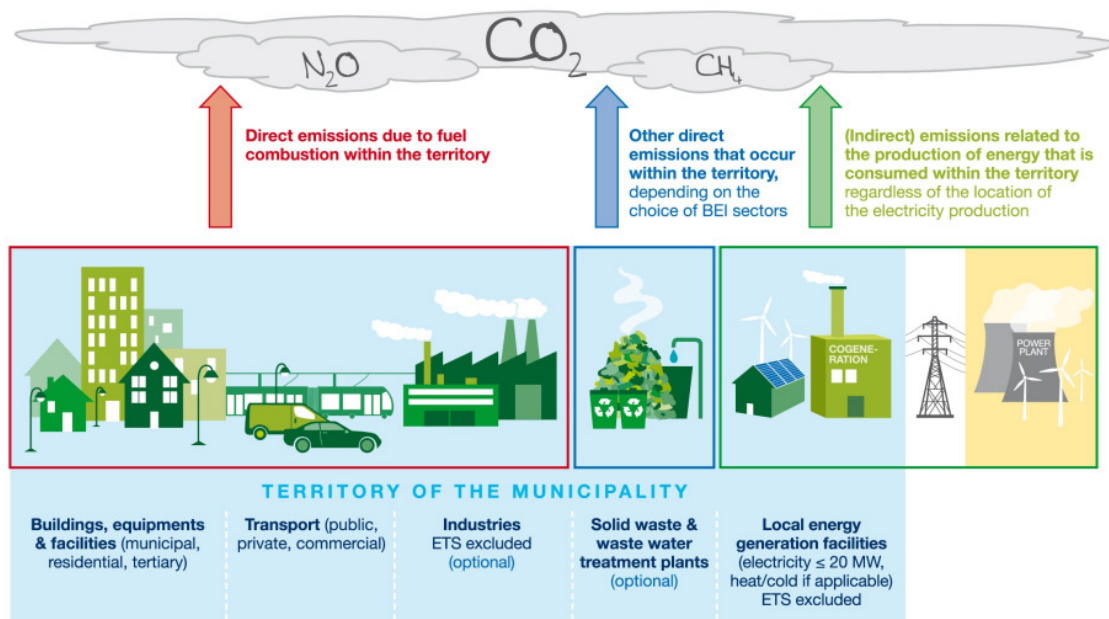 CO₂
N₂O
CH₄
Direct emissions due to fuel
combustion within the territory
Other direct
emissions that occur
within the territory,
depending on the
choice of BEI sectors
(Indirect) emissions related to
the production of energy that is
consumed within the territory
regardless of the location of
the electricity production
COGENE-
RATION
POWER
PLANT
TERRITORY OF THE MUNICIPALITY
Buildings, equipments
& facilities (municipal,
residential, tertiary)
Transport (public,
private, commercial)
Industries
ETS excluded
(optional)
Solid waste &
waste water
treatment plants
(optional)
Local energy
generation facilities
(electricity ≤ 20 MW,
heat/cold if applicable)
ETS excluded